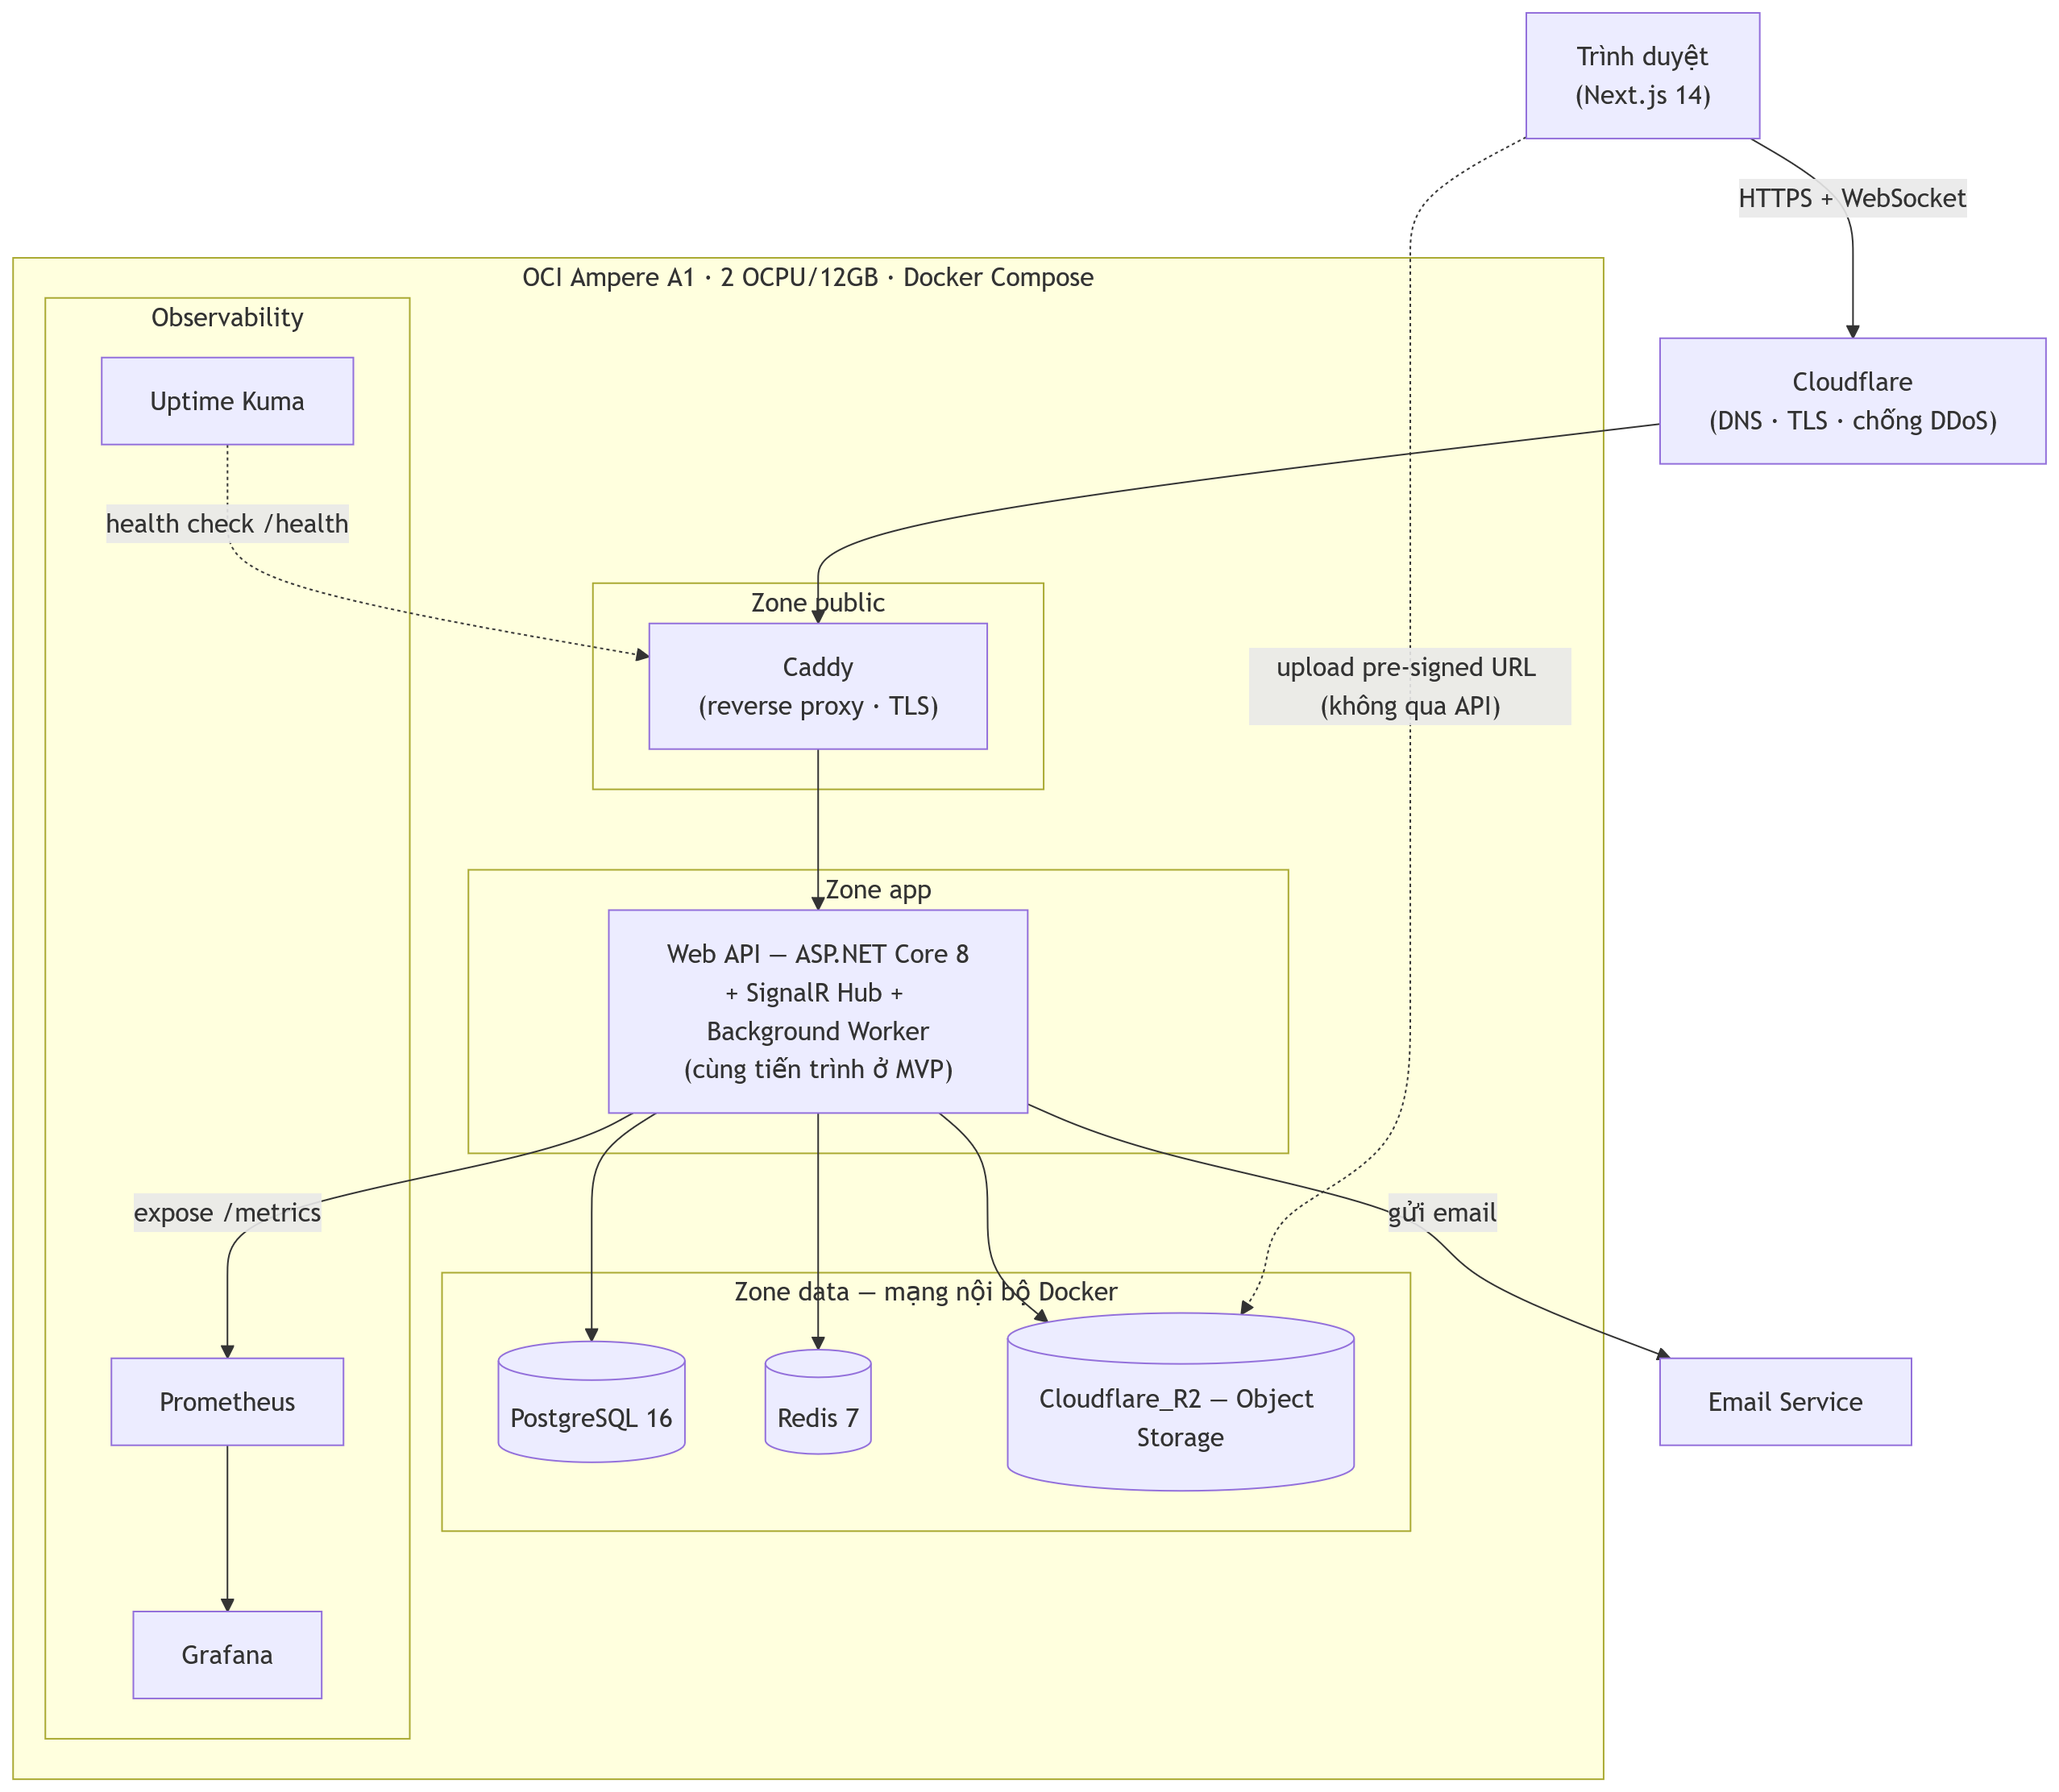 Trình duyệt
(Next.js 14)
HTTPS + WebSocket
OCI Ampere A1 · 2 OCPU/12GB · Docker Compose
Observability
Uptime Kuma
Cloudflare
(DNS · TLS · chống DDoS)
health check /health
Zone public
Caddy
(reverse proxy · TLS)
upload pre-signed URL
(không qua API)
Zone app
Web API — ASP.NET Core 8
+ SignalR Hub +
Background Worker
(cùng tiến trình ở MVP)
expose /metrics
gửi email
Zone data — mạng nội bộ Docker
PostgreSQL 16
Redis 7
Cloudflare_R2 — Object
Storage
Prometheus
Email Service
Grafana